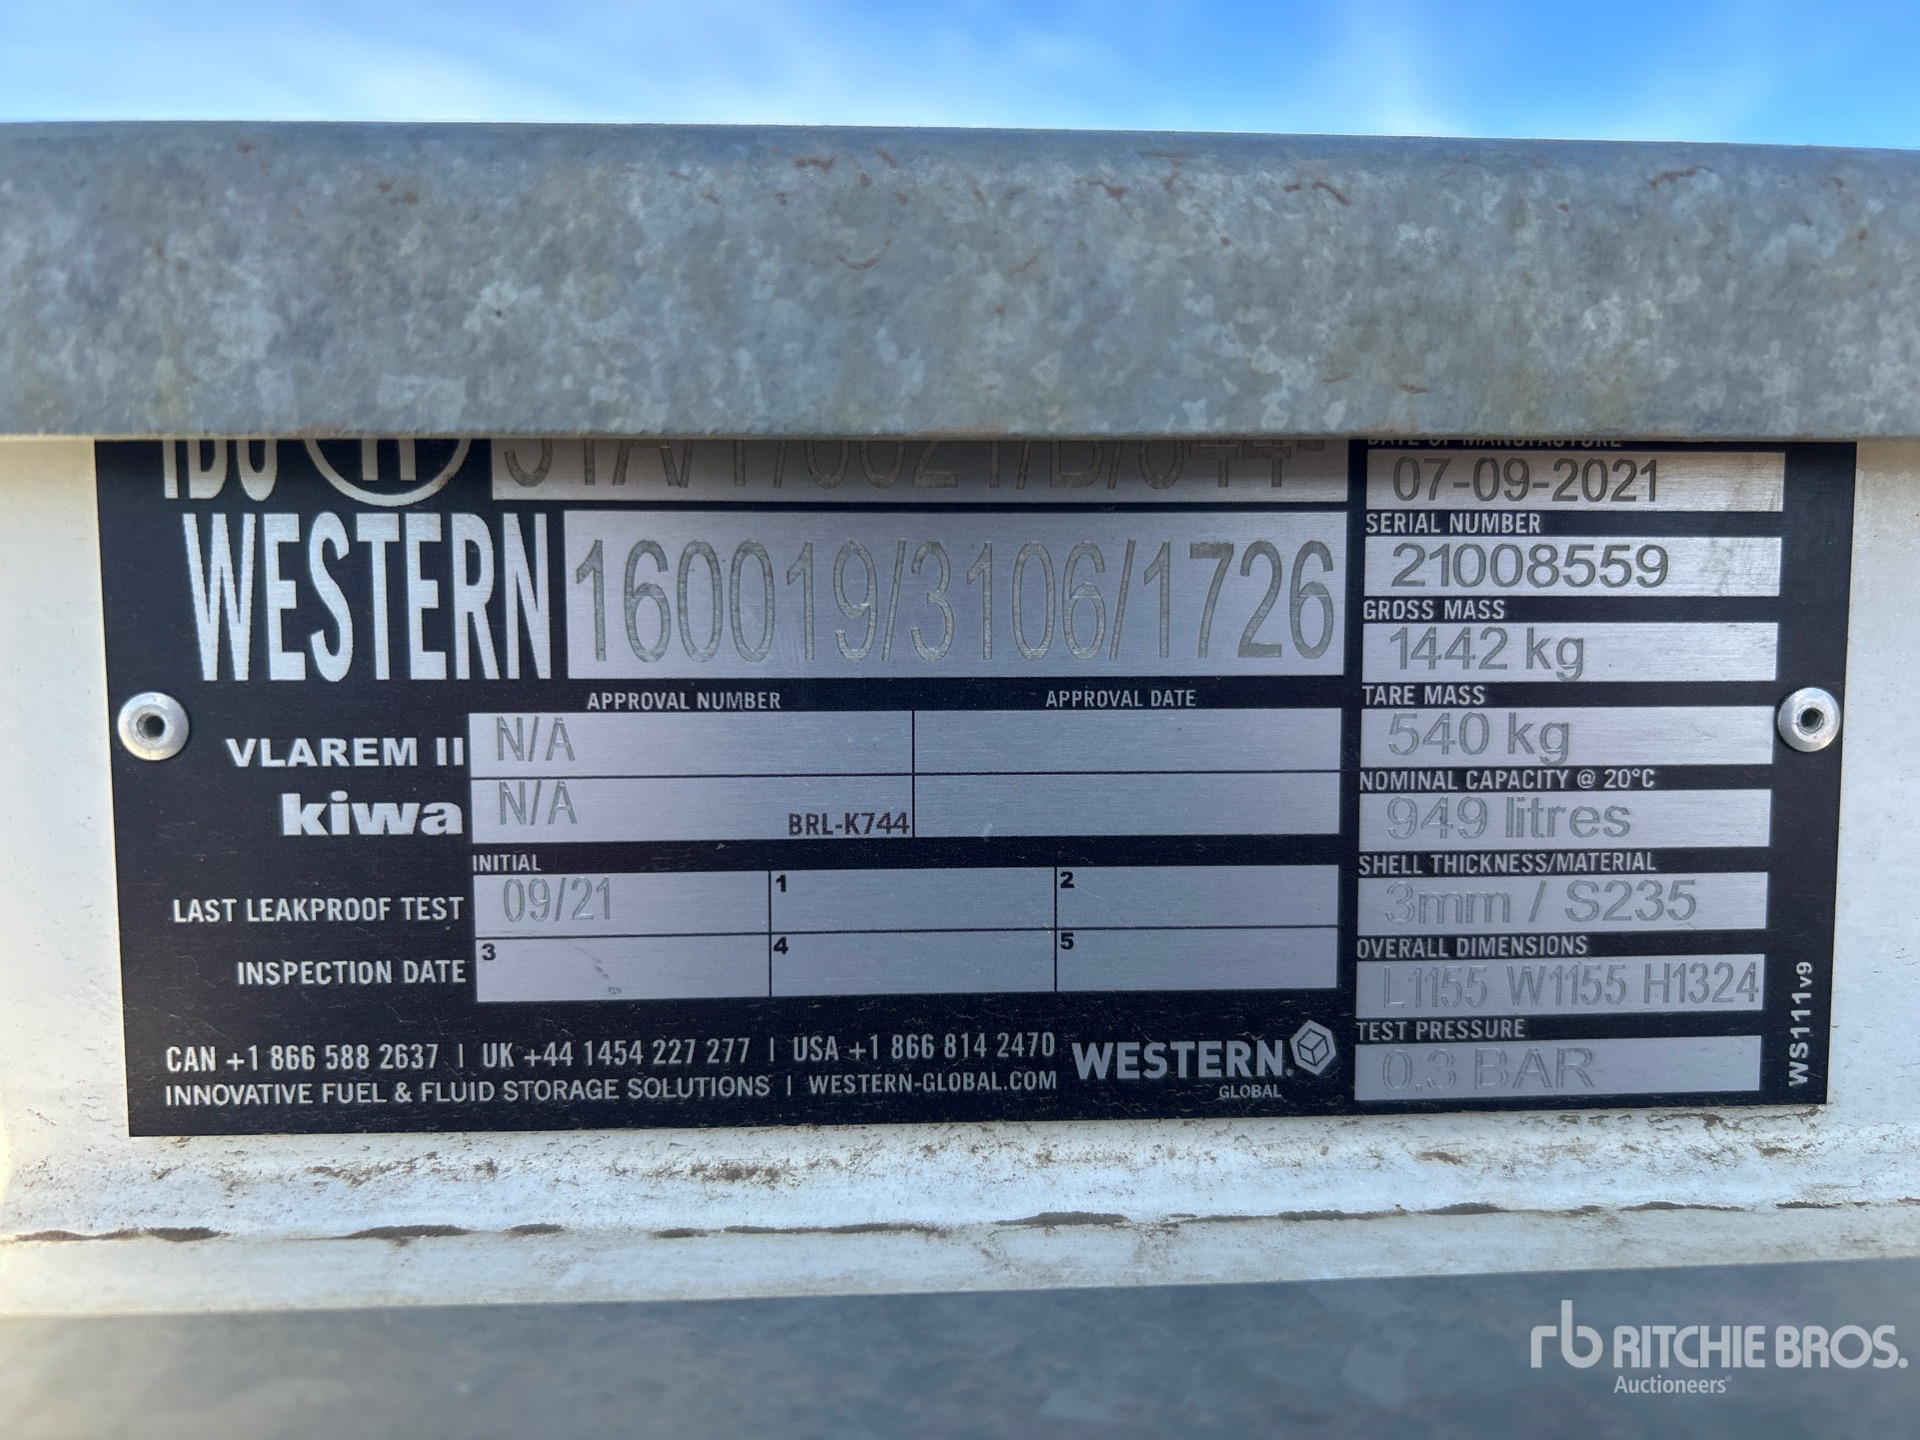 DATE OF MANUFACTURE
07-09-2021
WESTERN
160019/3106/1726
SERIAL NUMBER
21008559
GROSS MASS
1442 kg
TARE MASS
540 kg
NOMINAL CAPACITY @ 20°C
949 litres
SHELL THICKNESS/MATERIAL
3mm / S235
OVERALL DIMENSIONS
L1155 W1155 H1324
TEST PRESSURE
0.3 BAR
APPROVAL NUMBER APPROVAL DATE
VLAREM II N/A
kiwa N/A BRL-K744
INITIAL
LAST LEAKPROOF TEST 09/21 1 2
INSPECTION DATE 3 4 5
CAN +1 866 588 2637 | UK +44 1454 227 277 | USA +1 866 814 2470
INNOVATIVE FUEL & FLUID STORAGE SOLUTIONS | WESTERN-GLOBAL.COM
WESTERN
GLOBAL
WS111v9
rb RITCHIE BROS.
Auctioneers